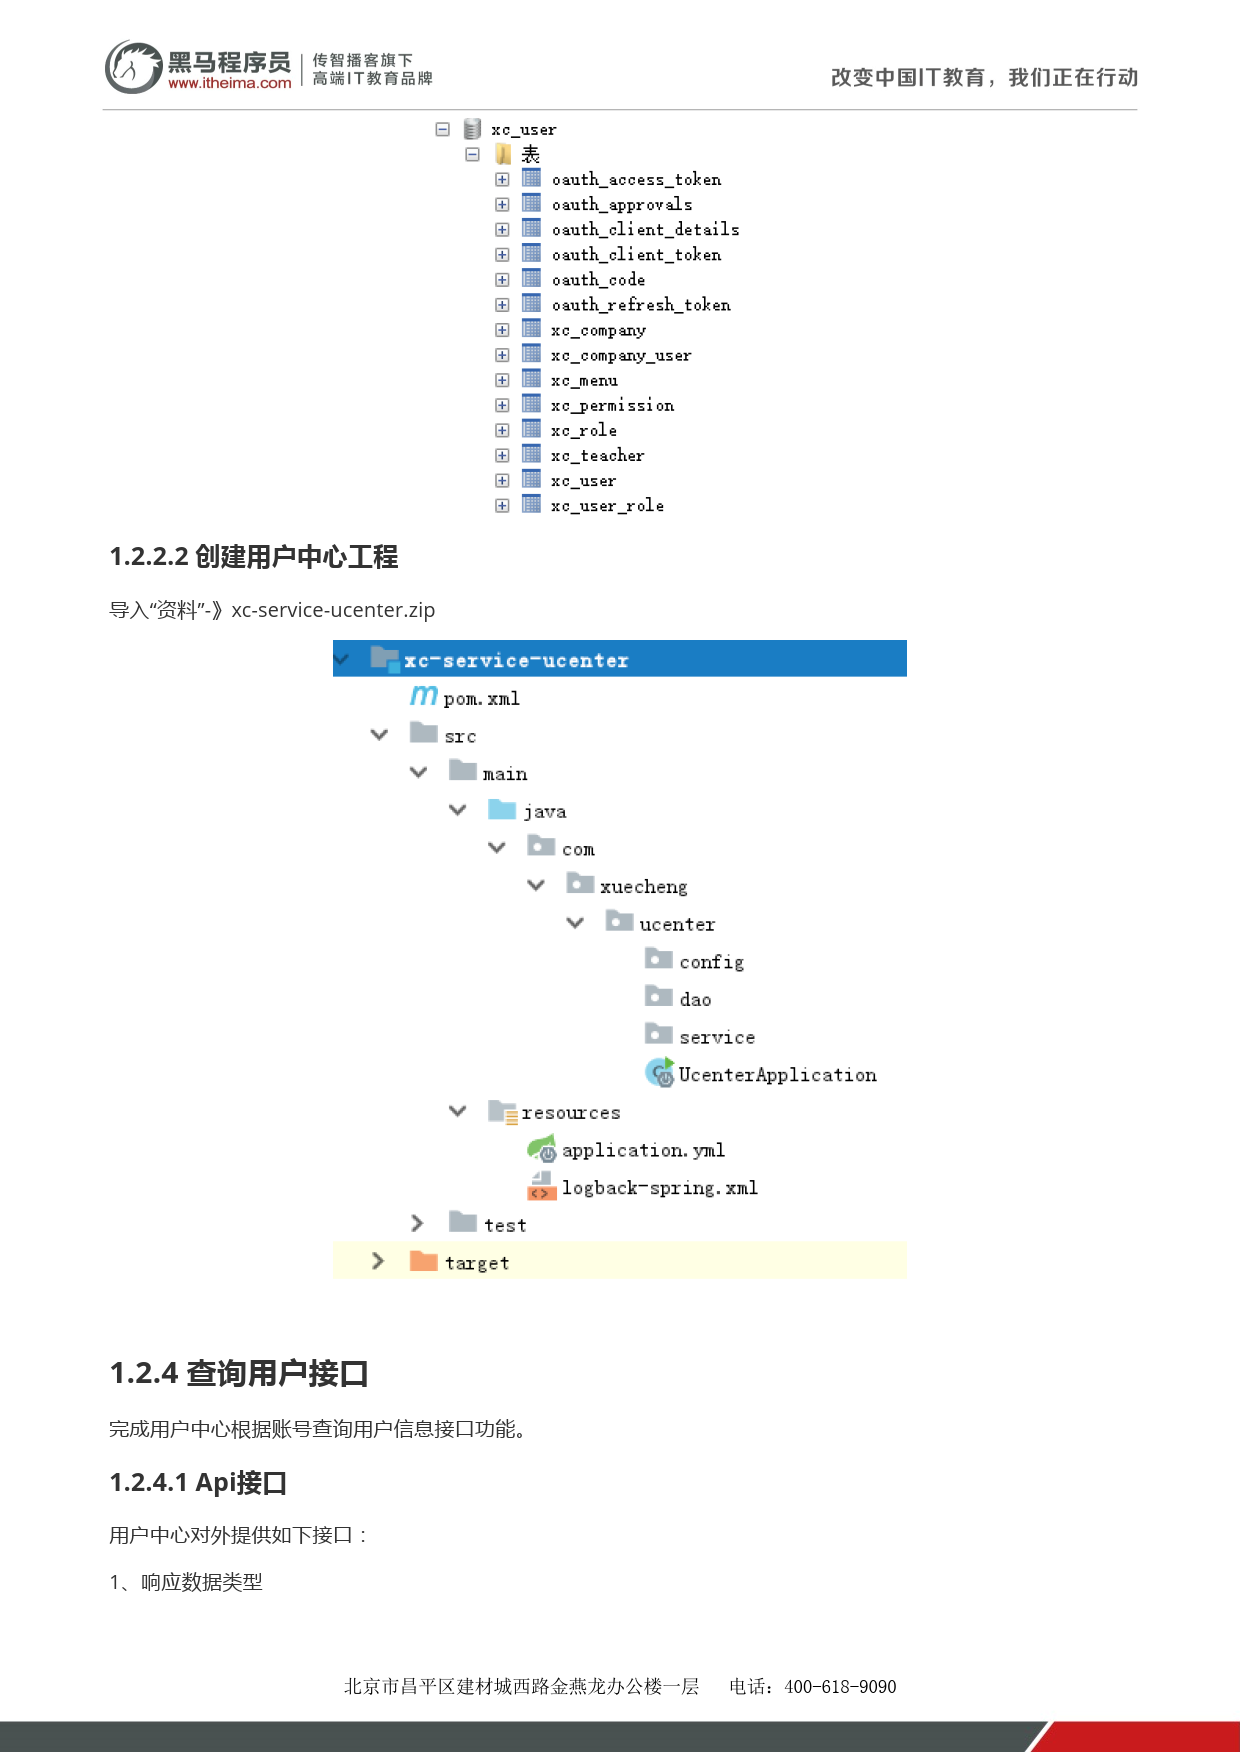 黑马程序员
www.itheima.com
传智播客旗下
高端IT教育品牌
改变中国IT教育，我们正在行动
xc_user
表
oauth_access_token
oauth_approvals
oauth_client_details
oauth_client_token
oauth_code
oauth_refresh_token
xc_company
xc_company_user
xc_menu
xc_permission
xc_role
xc_teacher
xc_user
xc_user_role
1.2.2.2 创建用户中心工程
导入“资料”-》xc-service-ucenter.zip
xc-service-ucenter
pom.xml
src
main
java
com
xuecheng
ucenter
config
dao
service
UcenterApplication
resources
application.yml
logback-spring.xml
test
target
1.2.4 查询用户接口
完成用户中心根据账号查询用户信息接口功能。
1.2.4.1 Api接口
用户中心对外提供如下接口：
1、响应数据类型
北京市昌平区建材城西路金燕龙办公楼一层 电话：400-618-9090